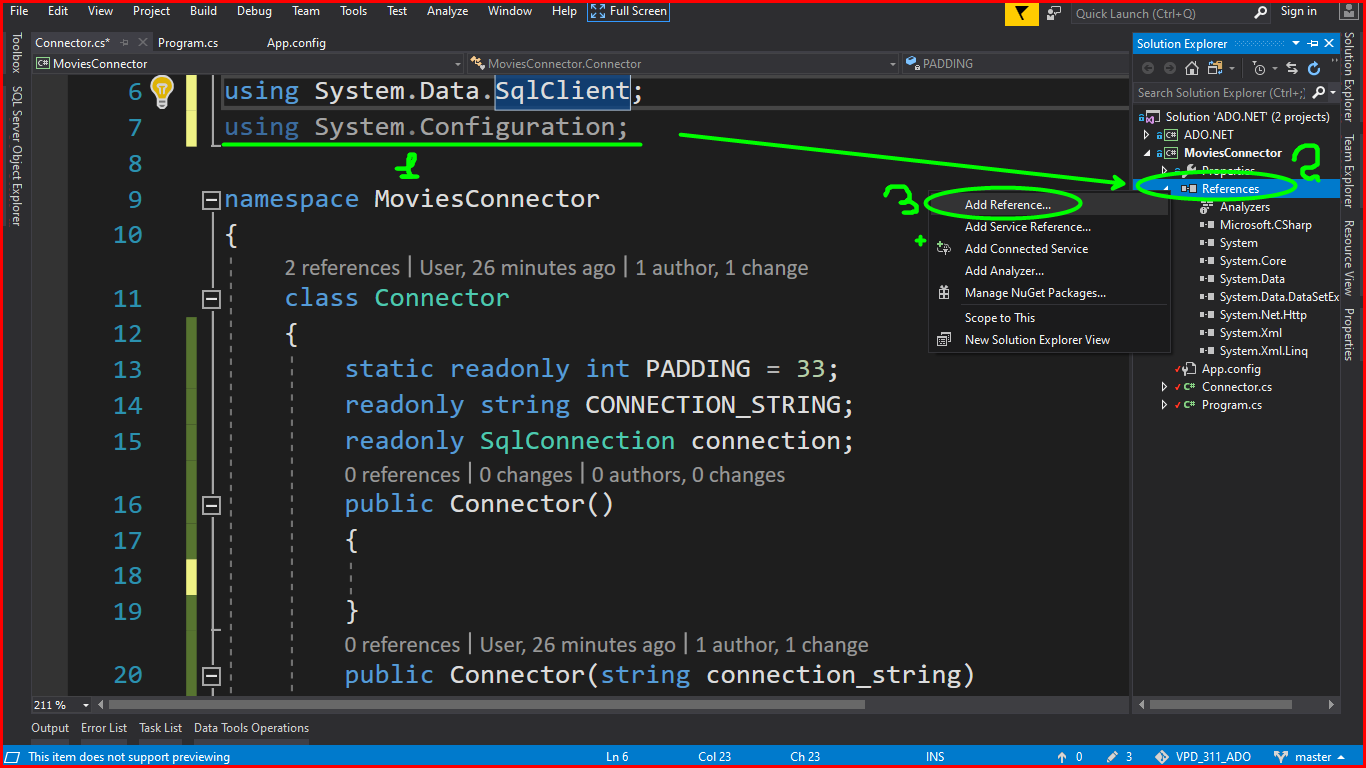 File Edit View Project Build Debug Team Tools Test Analyze Window Help Full Screen Quick Launch (Ctrl+Q) Sign in
Connector.cs* Program.cs App.config
MoviesConnector MoviesConnector.Connector PADDING
Toolbox
SQL Server Object Explorer
6 using System.Data.SqlClient;
7 using System.Configuration;
1
8
9 namespace MoviesConnector
10 {
2 references | User, 26 minutes ago | 1 author, 1 change
11 class Connector
12 {
13 static readonly int PADDING = 33;
14 readonly string CONNECTION_STRING;
15 readonly SqlConnection connection;
0 references | 0 changes | 0 authors, 0 changes
16 public Connector()
17 {
18
19 }
0 references | User, 26 minutes ago | 1 author, 1 change
20 public Connector(string connection_string)
211 %
3
Add Reference...
Add Service Reference...
Add Connected Service
Add Analyzer...
Manage NuGet Packages...
Scope to This
New Solution Explorer View
Solution Explorer
Search Solution Explorer (Ctrl+;)
Solution 'ADO.NET' (2 projects)
ADO.NET
MoviesConnector
2
Properties
References
Analyzers
Microsoft.CSharp
System
System.Core
System.Data
System.Data.DataSetEx
System.Net.Http
System.Xml
System.Xml.Linq
App.config
Connector.cs
Program.cs
Solution Explorer
Team Explorer
Resource View
Properties
Output Error List Task List Data Tools Operations
This item does not support previewing Ln 6 Col 23 Ch 23 INS 0 3 VPD_311_ADO master